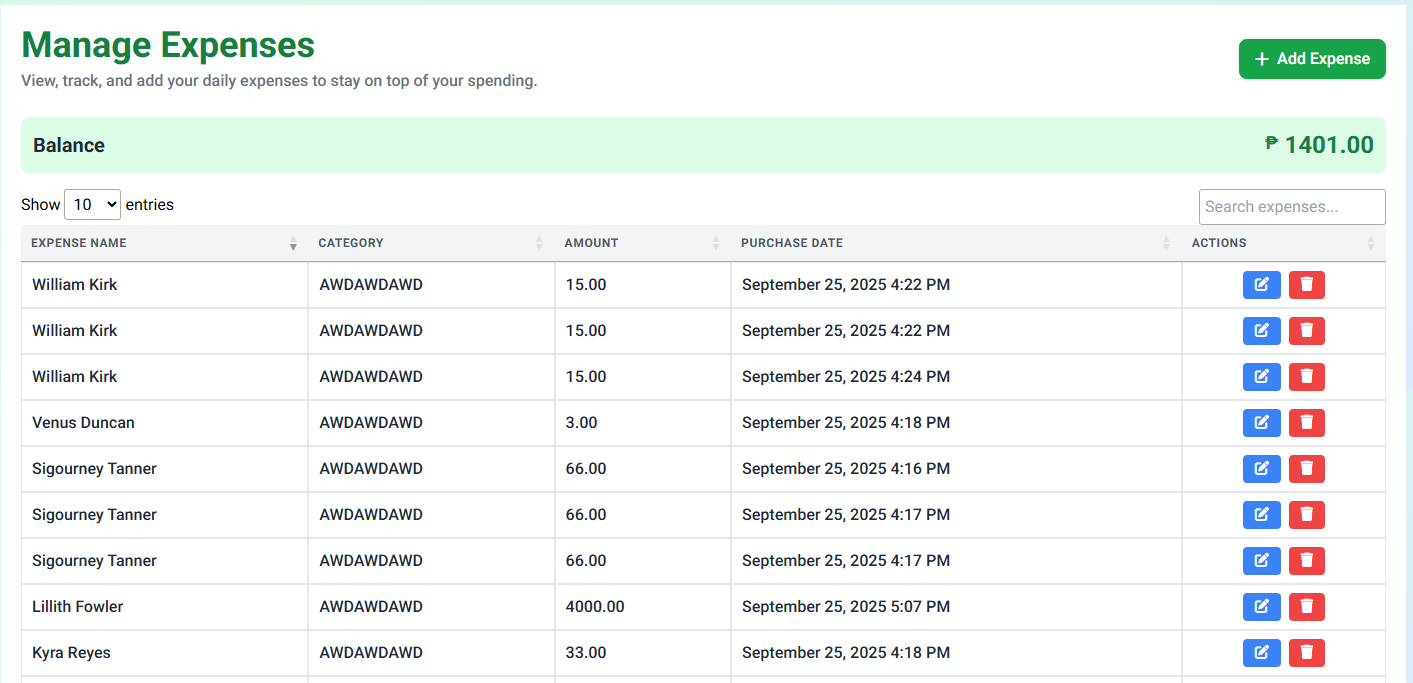 Manage Expenses
View, track, and add your daily expenses to stay on top of your spending.
+ Add Expense
Balance ₱ 1401.00
Show 10 entries Search expenses...
EXPENSE NAME CATEGORY AMOUNT PURCHASE DATE ACTIONS
William Kirk AWDAWDAWD 15.00 September 25, 2025 4:22 PM
William Kirk AWDAWDAWD 15.00 September 25, 2025 4:22 PM
William Kirk AWDAWDAWD 15.00 September 25, 2025 4:24 PM
Venus Duncan AWDAWDAWD 3.00 September 25, 2025 4:18 PM
Sigourney Tanner AWDAWDAWD 66.00 September 25, 2025 4:16 PM
Sigourney Tanner AWDAWDAWD 66.00 September 25, 2025 4:17 PM
Sigourney Tanner AWDAWDAWD 66.00 September 25, 2025 4:17 PM
Lillith Fowler AWDAWDAWD 4000.00 September 25, 2025 5:07 PM
Kyra Reyes AWDAWDAWD 33.00 September 25, 2025 4:18 PM